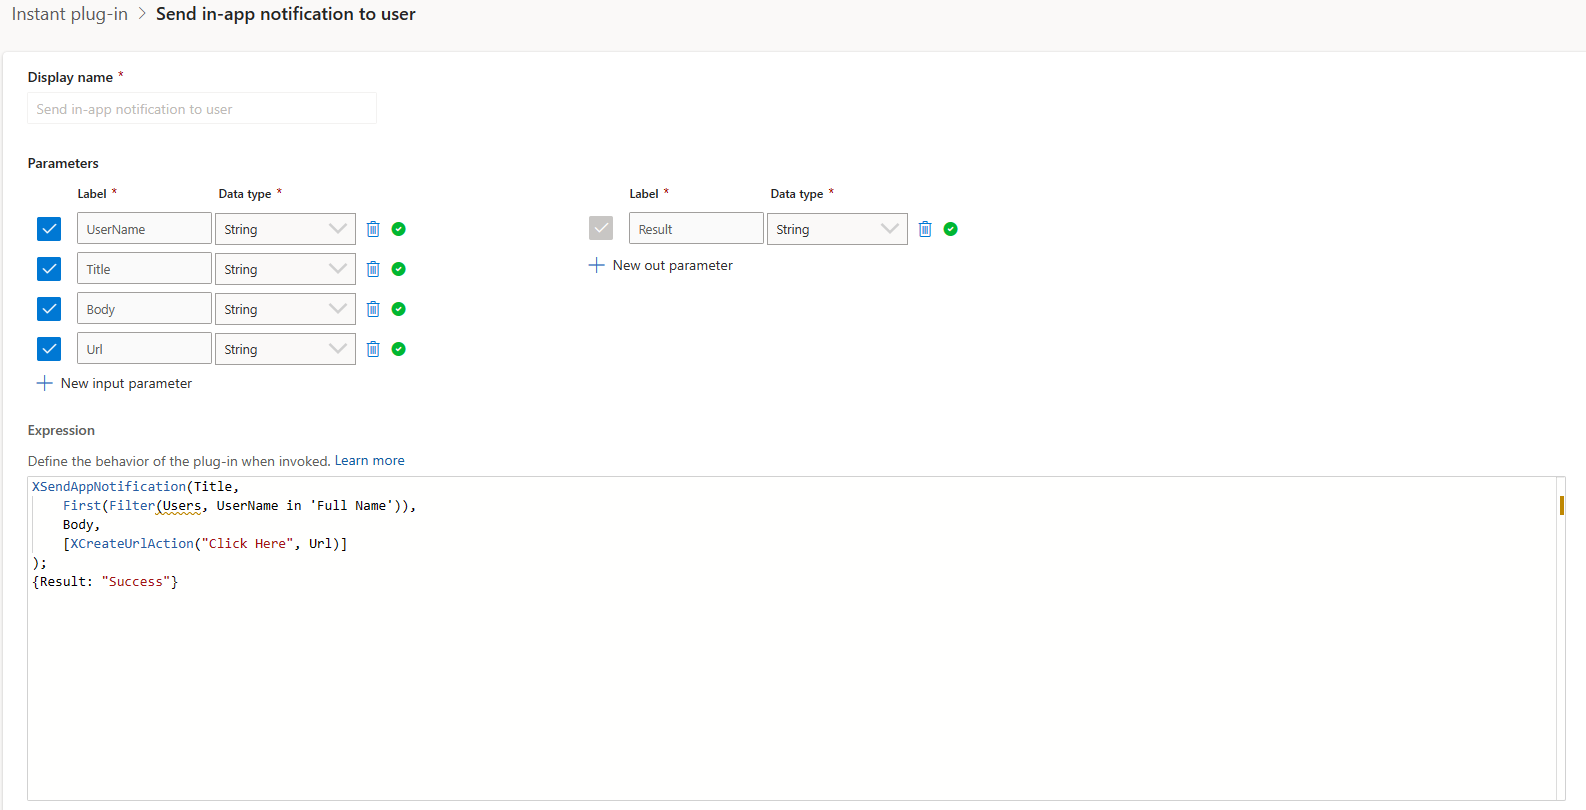 Instant plug-in > Send in-app notification to user
Display name *
Send in-app notification to user
Parameters
Label * Data type * Label * Data type *
UserName String Result String
Title String + New out parameter
Body String
Url String
+ New input parameter
Expression
Define the behavior of the plug-in when invoked. Learn more
XSendAppNotification(Title,
    First(Filter(Users, UserName in 'Full Name')),
    Body,
    [XCreateUrlAction("Click Here", Url)]
);
{Result: "Success"}